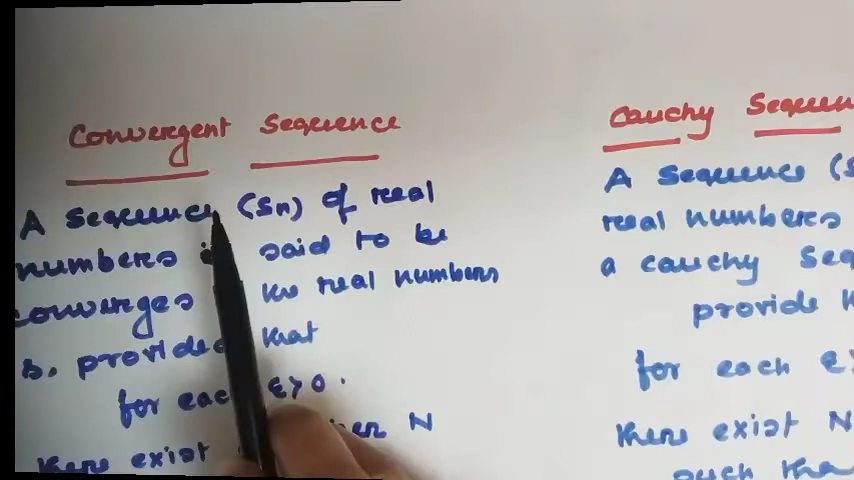 Convergent Sequence
A Sequence (Sn) of real
numbers said to be
converges the real numbers
s. provided that
for each ε>0.
there exist N
Cauchy
A Sequence
real numbers
a cauchy
provide
for each
there exist N
such